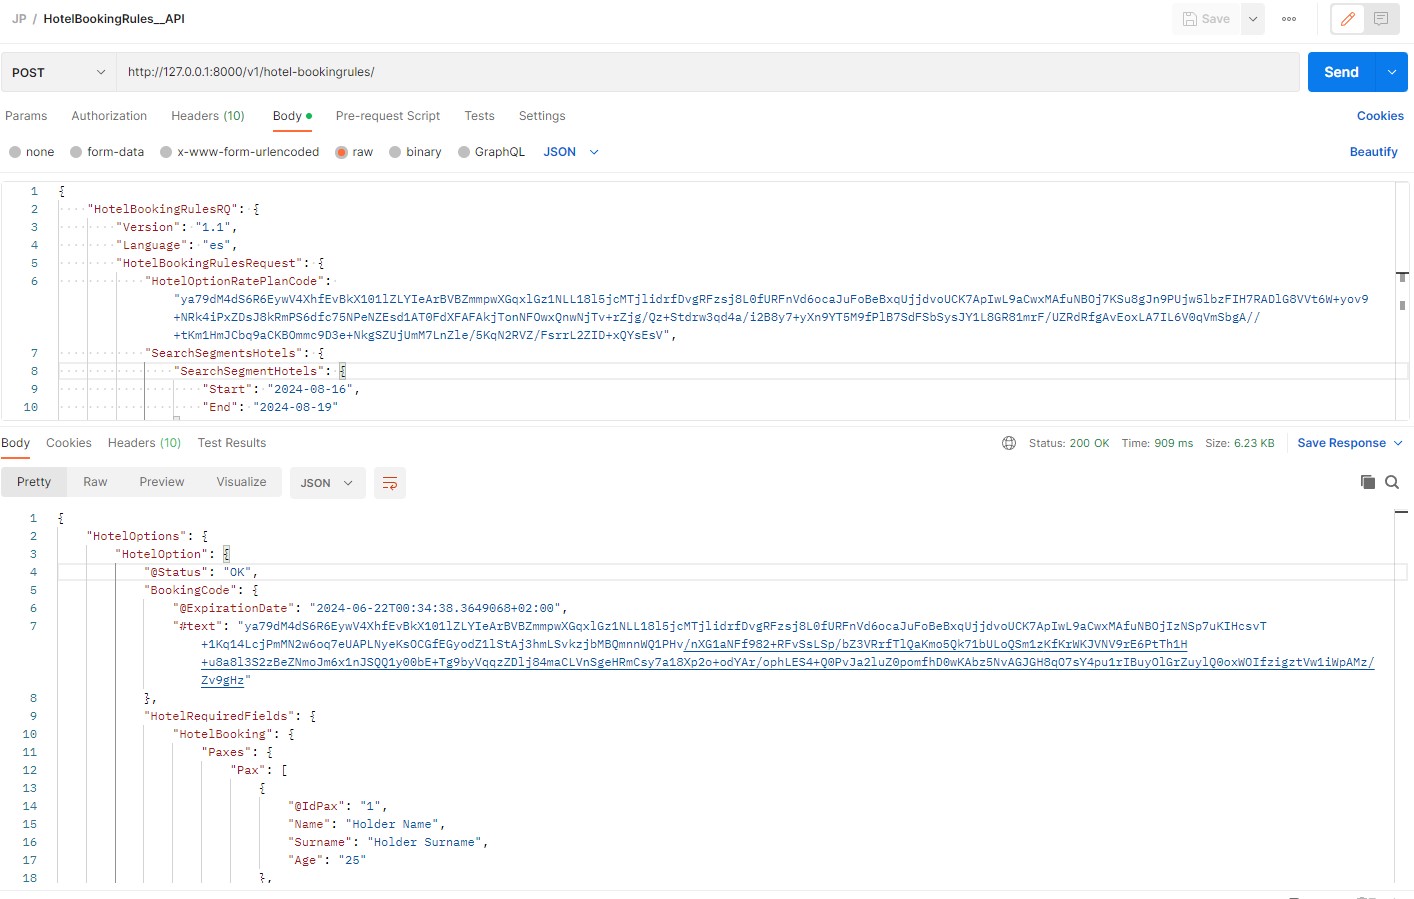 JP / HotelBookingRules__API
Save
POST http://127.0.0.1:8000/v1/hotel-bookingrules/ Send
Params Authorization Headers (10) Body Pre-request Script Tests Settings Cookies
none form-data x-www-form-urlencoded raw binary GraphQL JSON Beautify
1 {
2 "HotelBookingRulesRQ": {
3 "Version": "1.1",
4 "Language": "es",
5 "HotelBookingRulesRequest": {
6 "HotelOptionRatePlanCode":
"ya79dM4dS6R6EywV4XhfEvBkX101lZLYIeArBVBZmmpwXGqxlGz1NLL18l5jcMTjlidrfDvgRFzsj8L0fURFnVd6ocaJuFoBeBxqUjjdvoUCK7ApIwL9aCwxMAfuNBOj7KSu8gJn9PUjw5lbzFIH7RADlG8VVt6W+yov9
+NRk4iPxZDsJ8kRmPS6dfc75NPeNZEsd1AT0FdXFAFAkjTonNFOwxQnwNjTv+rZjg/Qz+Stdrw3qd4a/i2B8y7+yXn9YT5M9fPlB7SdFSbSysJY1L8GR81mrF/UZRdRfgAvEoxLA7IL6V0qVmSbgA//
+tKm1HmJCbq9aCKBOmmc9D3e+NkgSZUjUmM7LnZle/5KqN2RVZ/FsrrL2ZID+xQYsEsV",
7 "SearchSegmentsHotels": {
8 "SearchSegmentHotels": {
9 "Start": "2024-08-16",
10 "End": "2024-08-19"
Body Cookies Headers (10) Test Results Status: 200 OK Time: 909 ms Size: 6.23 KB Save Response
Pretty Raw Preview Visualize JSON
1 {
2 "HotelOptions": {
3 "HotelOption": {
4 "@Status": "OK",
5 "BookingCode": {
6 "@ExpirationDate": "2024-06-22T00:34:38.3649068+02:00",
7 "#text": "ya79dM4dS6R6EywV4XhfEvBkX101lZLYIeArBVBZmmpwXGqxlGz1NLL18l5jcMTjlidrfDvgRFzsj8L0fURFnVd6ocaJuFoBeBxqUjjdvoUCK7ApIwL9aCwxMAfuNBOjIzNSp7uKIHcsvT
+1Kq14LcjPmMN2w6oq7eUAPLNyeKsOCGfEGyodZ1lStAj3hmLSvkzjbMBQmnnWQ1PHv/nXG1aNFf982+RFvSsLSp/bZ3VRrfTlQaKmo5Qk71bULoQSm1zKfKrWKJVNV9rE6PtTh1H
+u8a8l3S2zBeZNmoJm6x1nJSQQ1y00bE+Tg9byVqqzZDlj84maCLVnSgeHRmCsy7a18Xp2o+odYAr/ophLES4+Q0PvJa2luZ0pomfhD0wKAbz5NvAGJGH8qO7sY4pu1rIBuyOlGrZuylQ0oxWOIfzigztVw1iWpAMz/
Zv9gHz"
8 },
9 "HotelRequiredFields": {
10 "HotelBooking": {
11 "Paxes": {
12 "Pax": [
13 {
14 "@IdPax": "1",
15 "Name": "Holder Name",
16 "Surname": "Holder Surname",
17 "Age": "25"
18 },